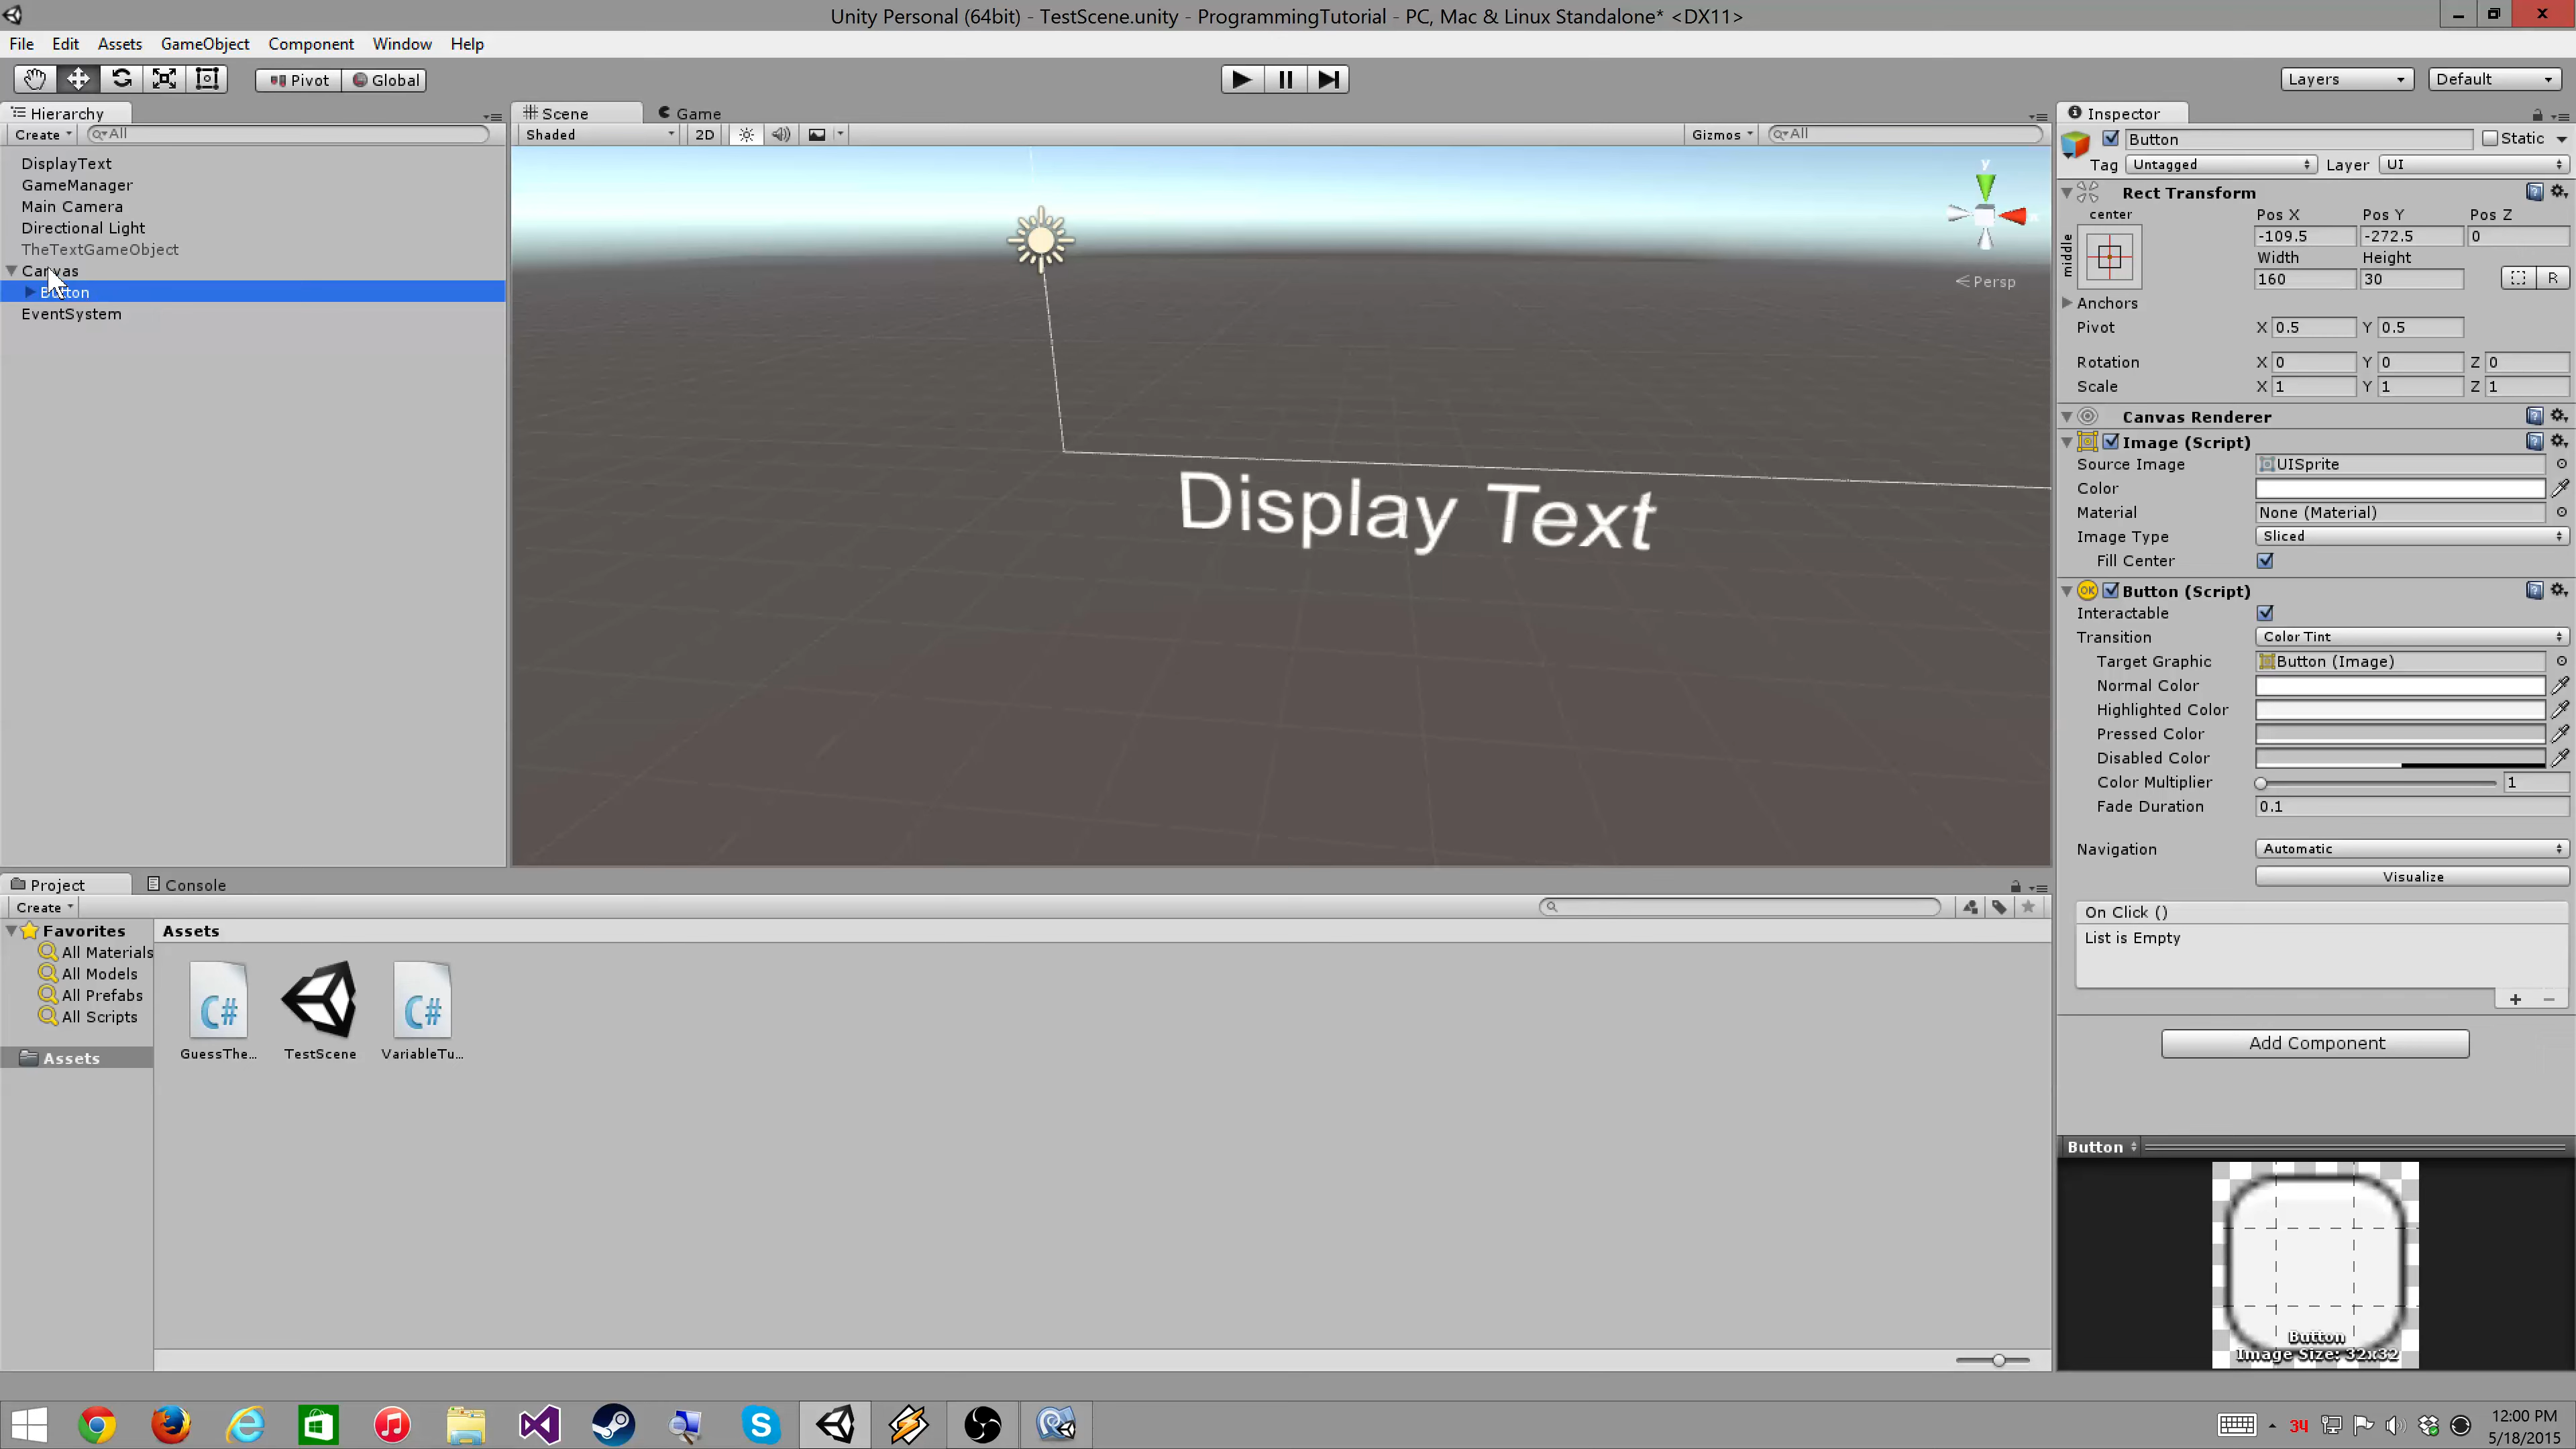 Unity Personal (64bit) - TestScene.unity - ProgrammingTutorial - PC, Mac & Linux Standalone* <DX11>
File Edit Assets GameObject Component Window Help
Pivot Global Layers Default
Hierarchy
Create All
DisplayText
GameManager
Main Camera
Directional Light
TheTextGameObject
Canvas
Button
EventSystem
Scene Game
Shaded 2D Gizmos All
y
Persp
Display Text
Inspector
Button Static
Tag Untagged Layer UI
Rect Transform
center Pos X Pos Y Pos Z
middle -109.5 -272.5 0
Width Height
160 30 R
Anchors
Pivot X 0.5 Y 0.5
Rotation X 0 Y 0 Z 0
Scale X 1 Y 1 Z 1
Canvas Renderer
Image (Script)
Source Image UISprite
Color
Material None (Material)
Image Type Sliced
Fill Center
OK Button (Script)
Interactable
Transition Color Tint
Target Graphic Button (Image)
Normal Color
Highlighted Color
Pressed Color
Disabled Color
Color Multiplier 1
Fade Duration 0.1
Navigation Automatic
Visualize
On Click ()
List is Empty
+ −
Add Component
Button
Button
Image Size: 32x32
Project Console
Create
Favorites
All Materials
All Models
All Prefabs
All Scripts
Assets
Assets
C# C#
GuessThe... TestScene VariableTu...
34
12:00 PM
5/18/2015